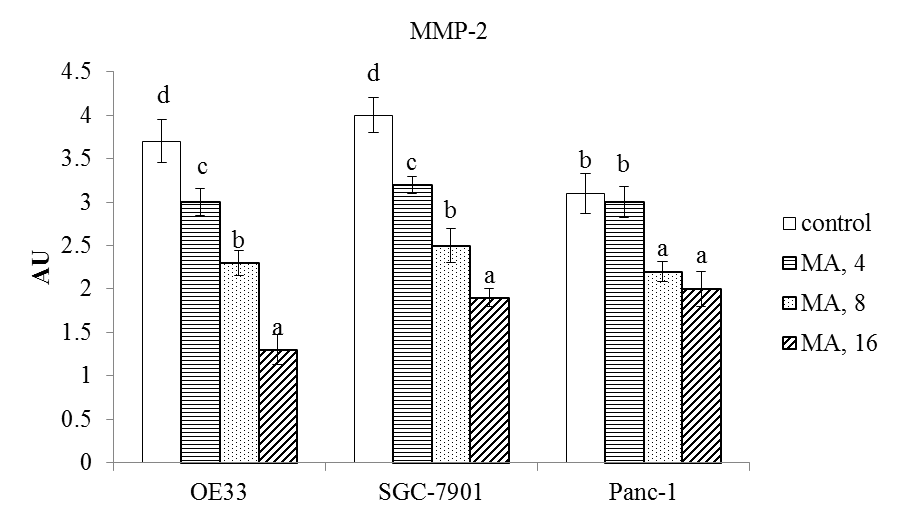 MMP-2
4.5
4
3.5
3
2.5
2
1.5
1
0.5
0
AU
d
c
b
a
d
c
b
a
b
b
a
a
OE33
SGC-7901
Panc-1
control
MA, 4
MA, 8
MA, 16